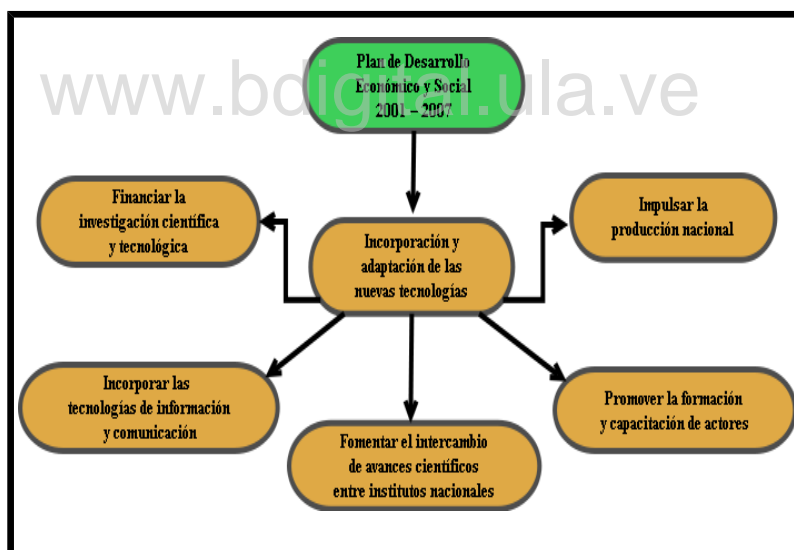 www.bdigital.ula.ve
Plan de Desarrollo
Económico y Social
2001 – 2007
Financiar la
investigación científica
y tecnológica
Incorporación y
adaptación de las
nuevas tecnologías
Impulsar la
producción nacional
Incorporar las
tecnologías de información
y comunicación
Fomentar el intercambio
de avances científicos
entre institutos nacionales
Promover la formación
y capacitación de actores